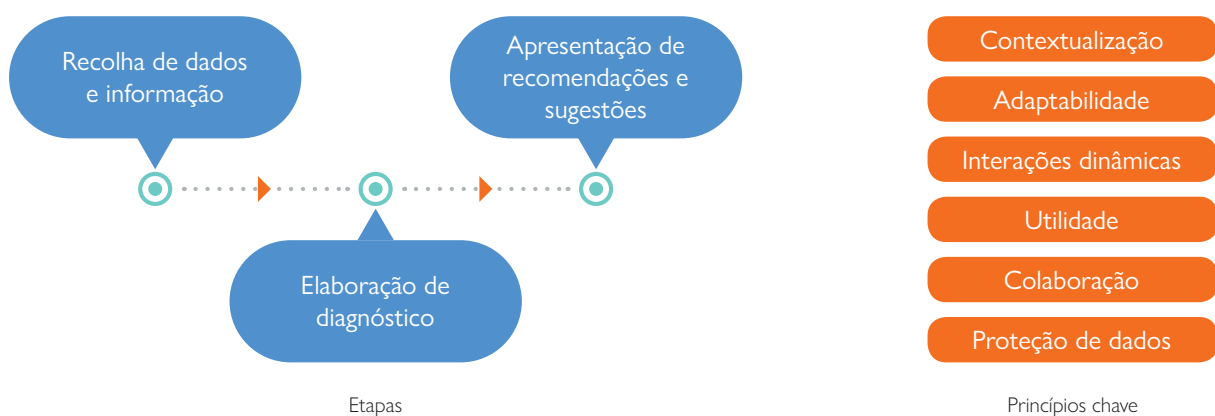 Recolha de dados
e informação
Elaboração de
diagnóstico
Apresentação de
recomendações e
sugestões
Etapas
Contextualização
Adaptabilidade
Interações dinâmicas
Utilidade
Colaboração
Proteção de dados
Princípios chave